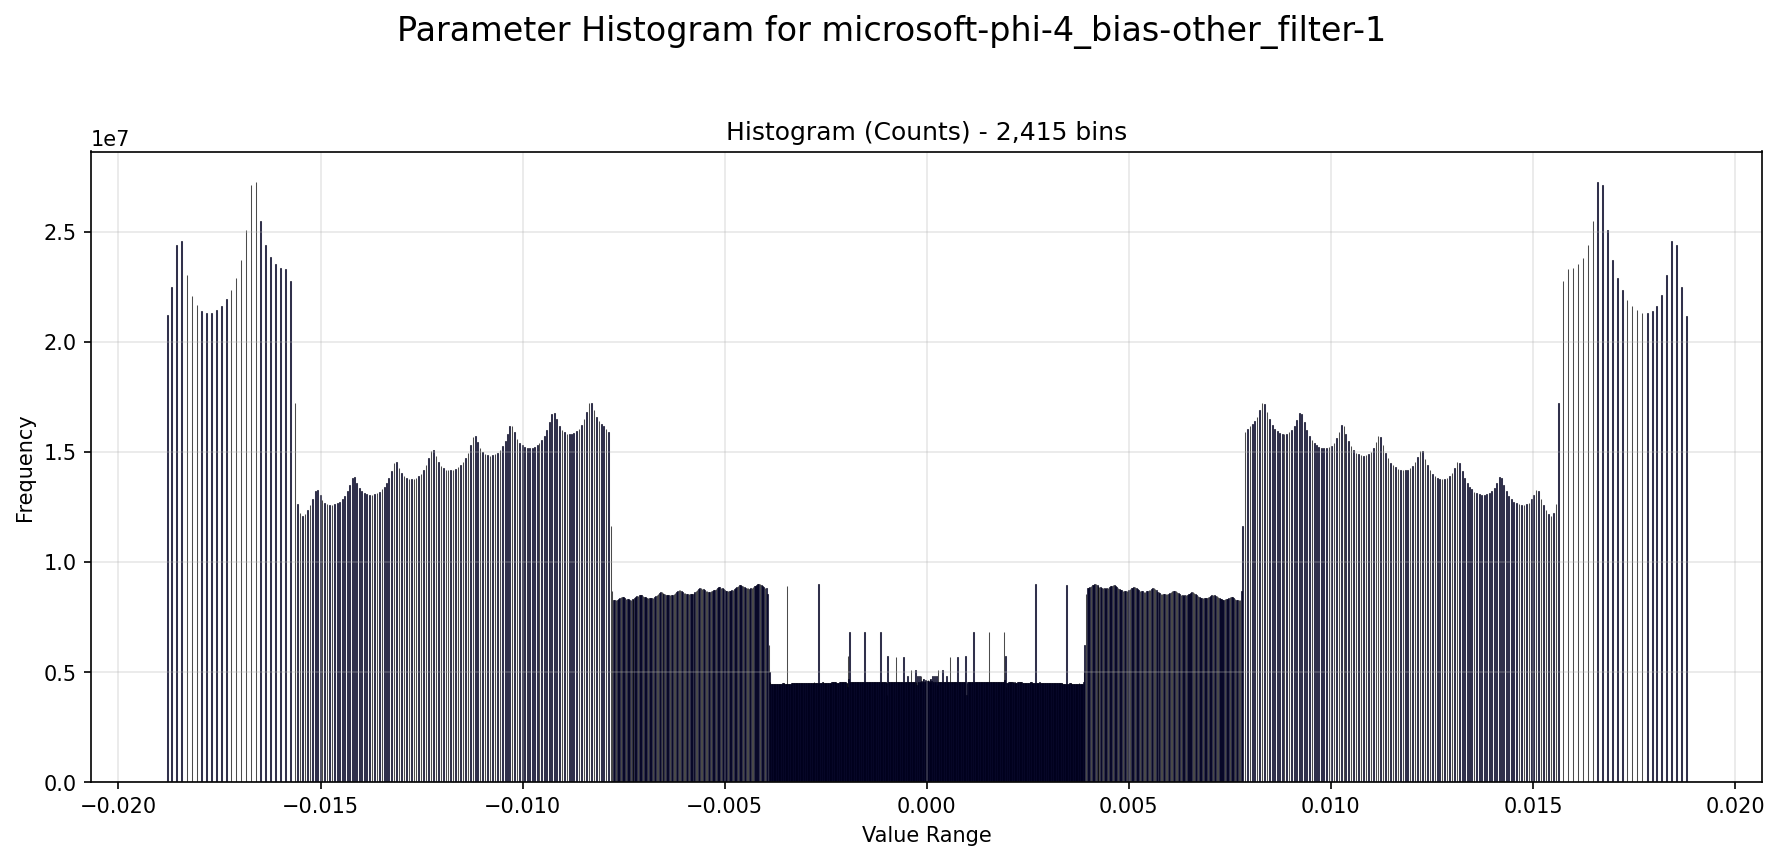 Parameter Histogram for microsoft-phi-4_bias-other_filter-1
Histogram (Counts) - 2,415 bins
1e7
2.5
2.0
1.5
1.0
0.5
0.0
Frequency
−0.020 −0.015 −0.010 −0.005 0.000 0.005 0.010 0.015 0.020
Value Range